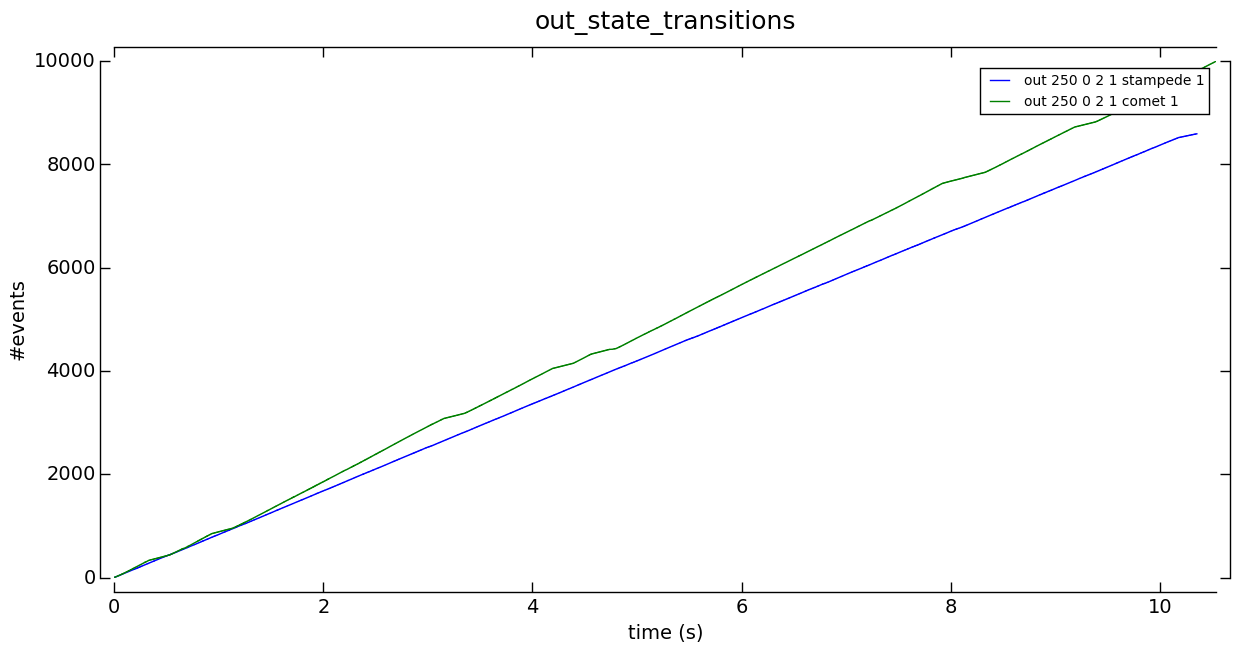 out_state_transitions
10000
8000
6000
4000
2000
0
#events
out 250 0 2 1 stampede 1
out 250 0 2 1 comet 1
0 2 4 6 8 10
time (s)